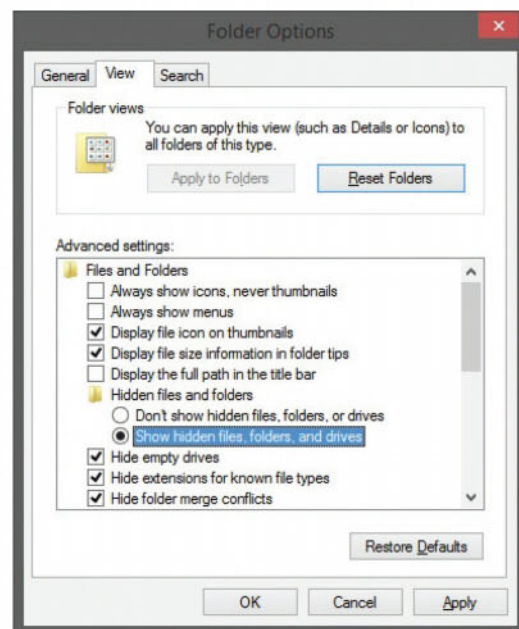 Folder Options
General View Search
Folder views
You can apply this view (such as Details or Icons) to
all folders of this type.
Apply to Folders Reset Folders
Advanced settings:
Files and Folders
Always show icons, never thumbnails
Always show menus
Display file icon on thumbnails
Display file size information in folder tips
Display the full path in the title bar
Hidden files and folders
Don't show hidden files, folders, or drives
Show hidden files, folders, and drives
Hide empty drives
Hide extensions for known file types
Hide folder merge conflicts
Restore Defaults
OK Cancel Apply